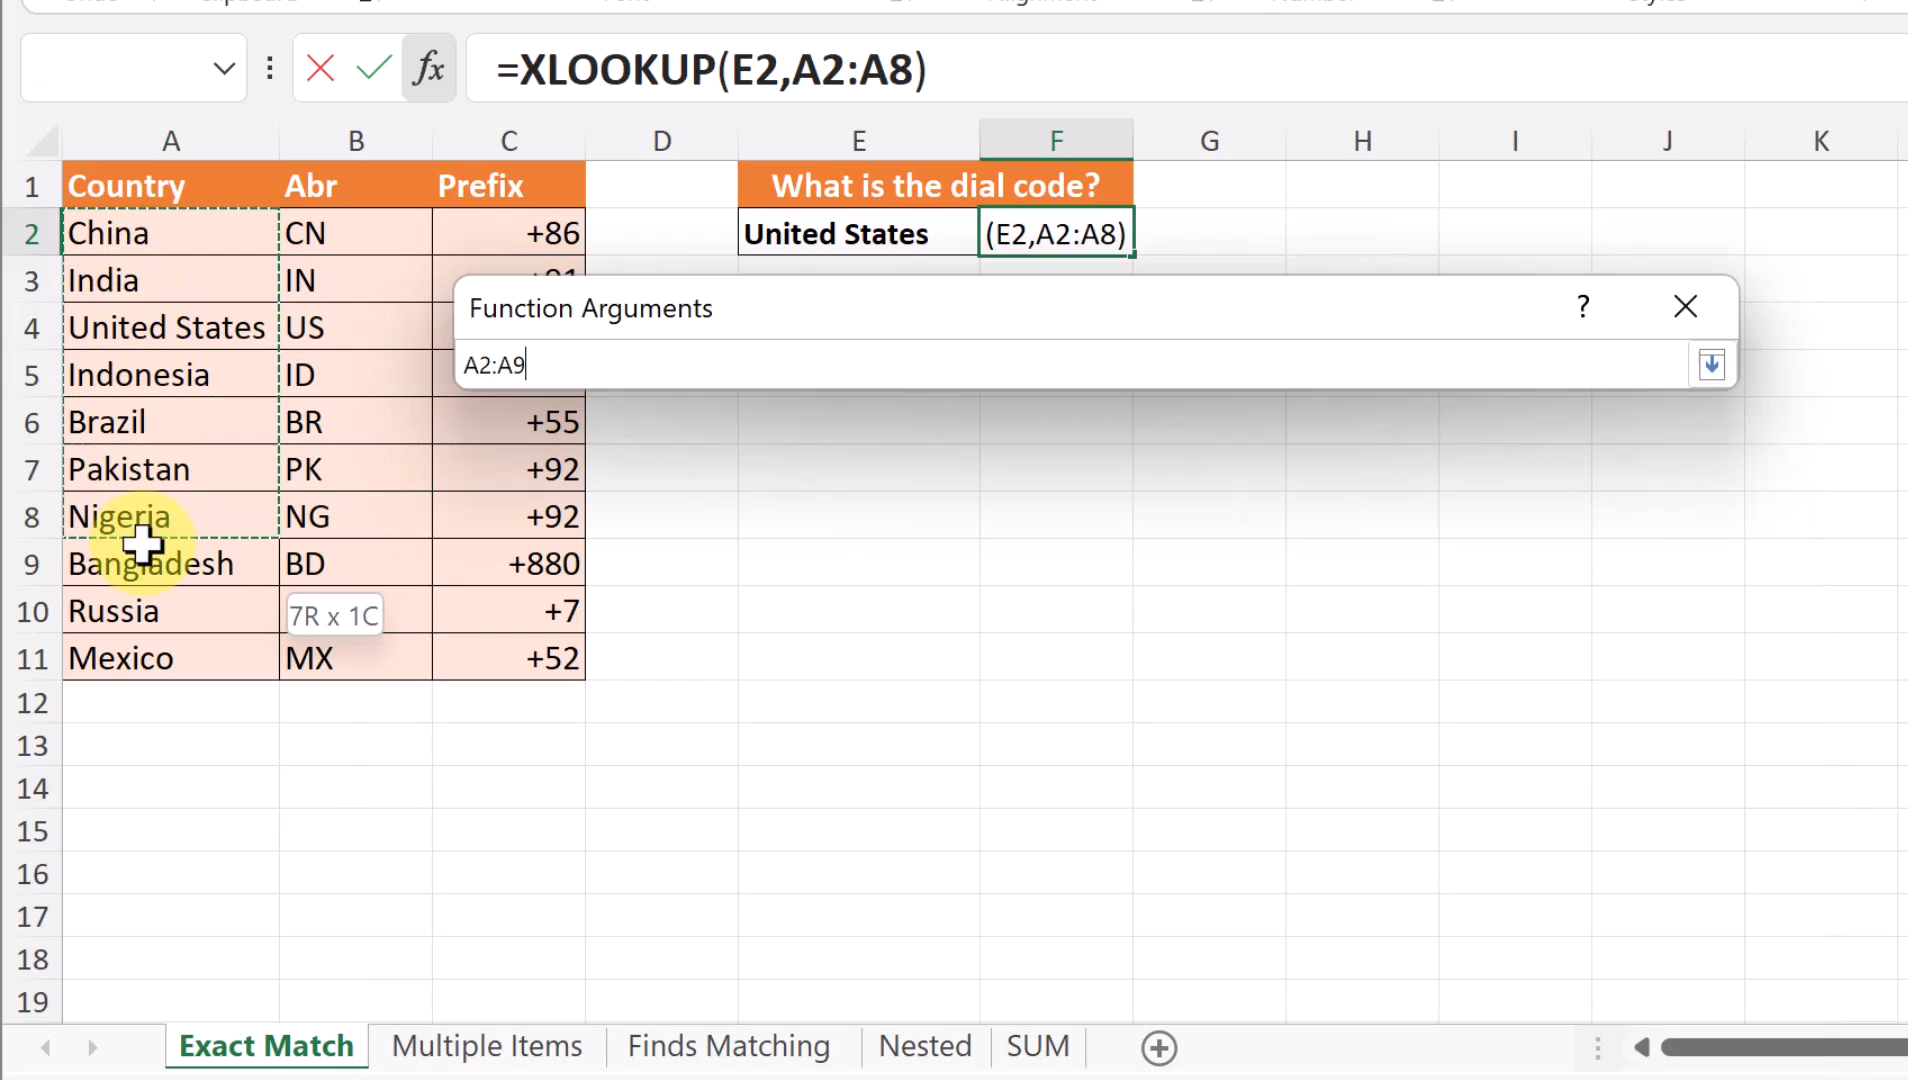 =XLOOKUP(E2,A2:A8)
A B C D E F G H I J K
1 Country Abr Prefix What is the dial code?
2 China CN +86 United States (E2,A2:A8)
3 India IN
Function Arguments ?
4 United States US
A2:A9
5 Indonesia ID
6 Brazil BR +55
7 Pakistan PK +92
8 Nigeria NG +92
9 Bangladesh BD +880
10 Russia 7R x 1C +7
11 Mexico MX +52
12
13
14
15
16
17
18
19
Exact Match Multiple Items Finds Matching Nested SUM